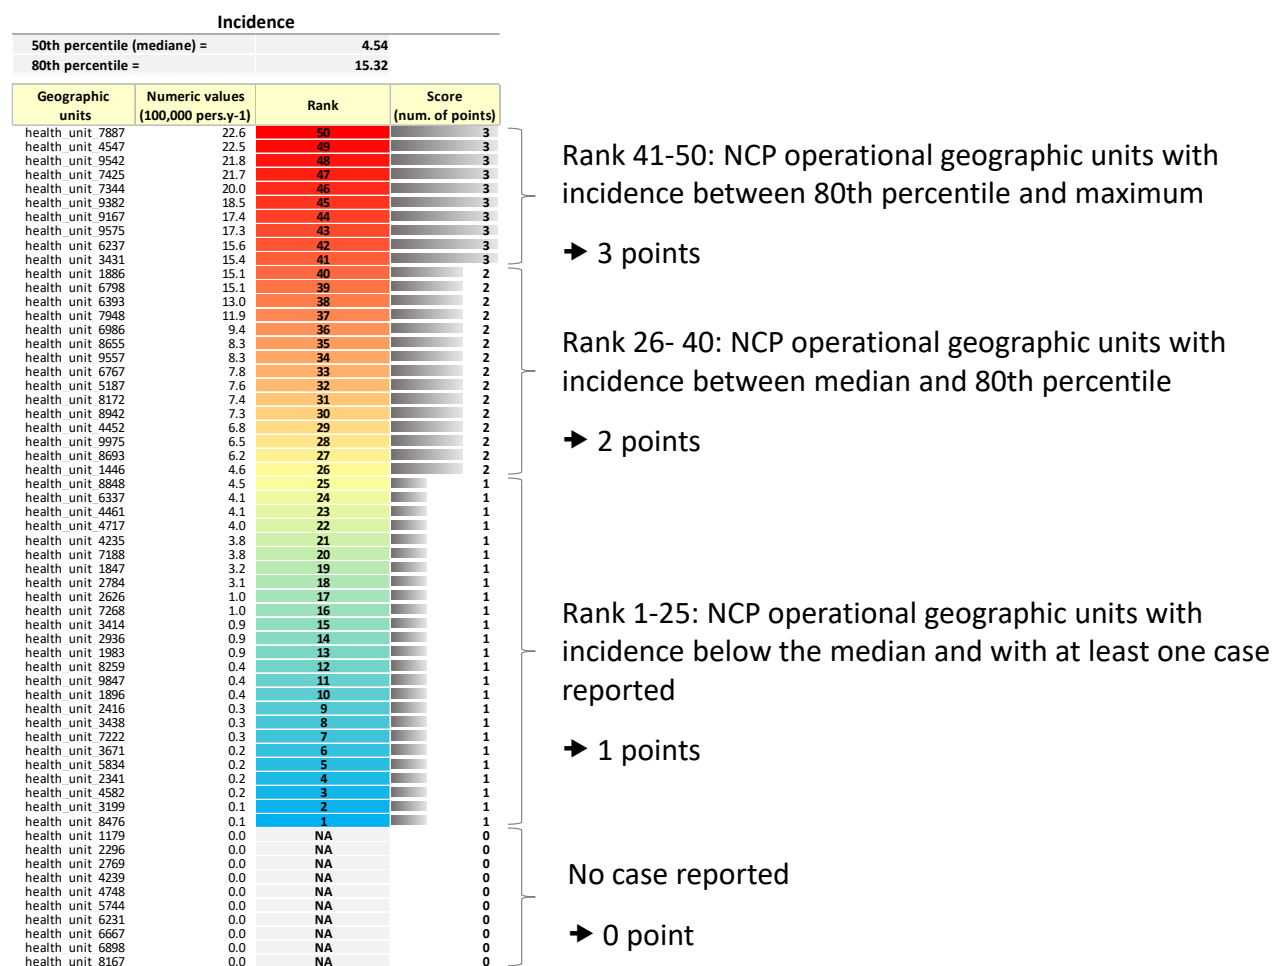 Incidence
50th percentile (mediane) = 4.54
80th percentile = 15.32
Geographic units Numeric values (100,000 pers.y-1) Rank Score (num. of points)
health_unit_7887 22.6 50 3
health_unit_4547 22.5 49 3
health_unit_9542 21.8 48 3
health_unit_7425 21.7 47 3
health_unit_7344 20.0 46 3
health_unit_9382 18.5 45 3
health_unit_9167 17.4 44 3
health_unit_9575 17.3 43 3
health_unit_6237 15.6 42 3
health_unit_3431 15.4 41 3
Rank 41-50: NCP operational geographic units with
incidence between 80th percentile and maximum
➔ 3 points
health_unit_1886 15.1 40 2
health_unit_6798 15.1 39 2
health_unit_6393 13.0 38 2
health_unit_7948 11.9 37 2
health_unit_6986 9.4 36 2
health_unit_8655 8.3 35 2
health_unit_9557 8.3 34 2
health_unit_6767 7.8 33 2
health_unit_5187 7.6 32 2
health_unit_8172 7.4 31 2
health_unit_8942 7.3 30 2
health_unit_4452 6.8 29 2
health_unit_9975 6.5 28 2
health_unit_8693 6.2 27 2
health_unit_1446 4.6 26 2
Rank 26- 40: NCP operational geographic units with
incidence between median and 80th percentile
➔ 2 points
health_unit_8848 4.5 25 1
health_unit_6337 4.1 24 1
health_unit_4461 4.1 23 1
health_unit_4717 4.0 22 1
health_unit_4235 3.8 21 1
health_unit_7188 3.8 20 1
health_unit_1847 3.2 19 1
health_unit_2784 3.1 18 1
health_unit_2626 1.0 17 1
health_unit_7268 1.0 16 1
health_unit_3414 0.9 15 1
health_unit_2936 0.9 14 1
health_unit_1983 0.9 13 1
health_unit_8259 0.4 12 1
health_unit_9847 0.4 11 1
health_unit_1896 0.4 10 1
health_unit_2416 0.3 9 1
health_unit_3438 0.3 8 1
health_unit_7222 0.3 7 1
health_unit_3671 0.2 6 1
health_unit_5834 0.2 5 1
health_unit_2341 0.2 4 1
health_unit_4582 0.2 3 1
health_unit_3199 0.1 2 1
health_unit_8476 0.1 1 1
Rank 1-25: NCP operational geographic units with
incidence below the median and with at least one case
reported
➔ 1 points
health_unit_1179 0.0 NA 0
health_unit_2296 0.0 NA 0
health_unit_2769 0.0 NA 0
health_unit_4239 0.0 NA 0
health_unit_4748 0.0 NA 0
health_unit_5744 0.0 NA 0
health_unit_6231 0.0 NA 0
health_unit_6667 0.0 NA 0
health_unit_6898 0.0 NA 0
health_unit_8167 0.0 NA 0
No case reported
➔ 0 point